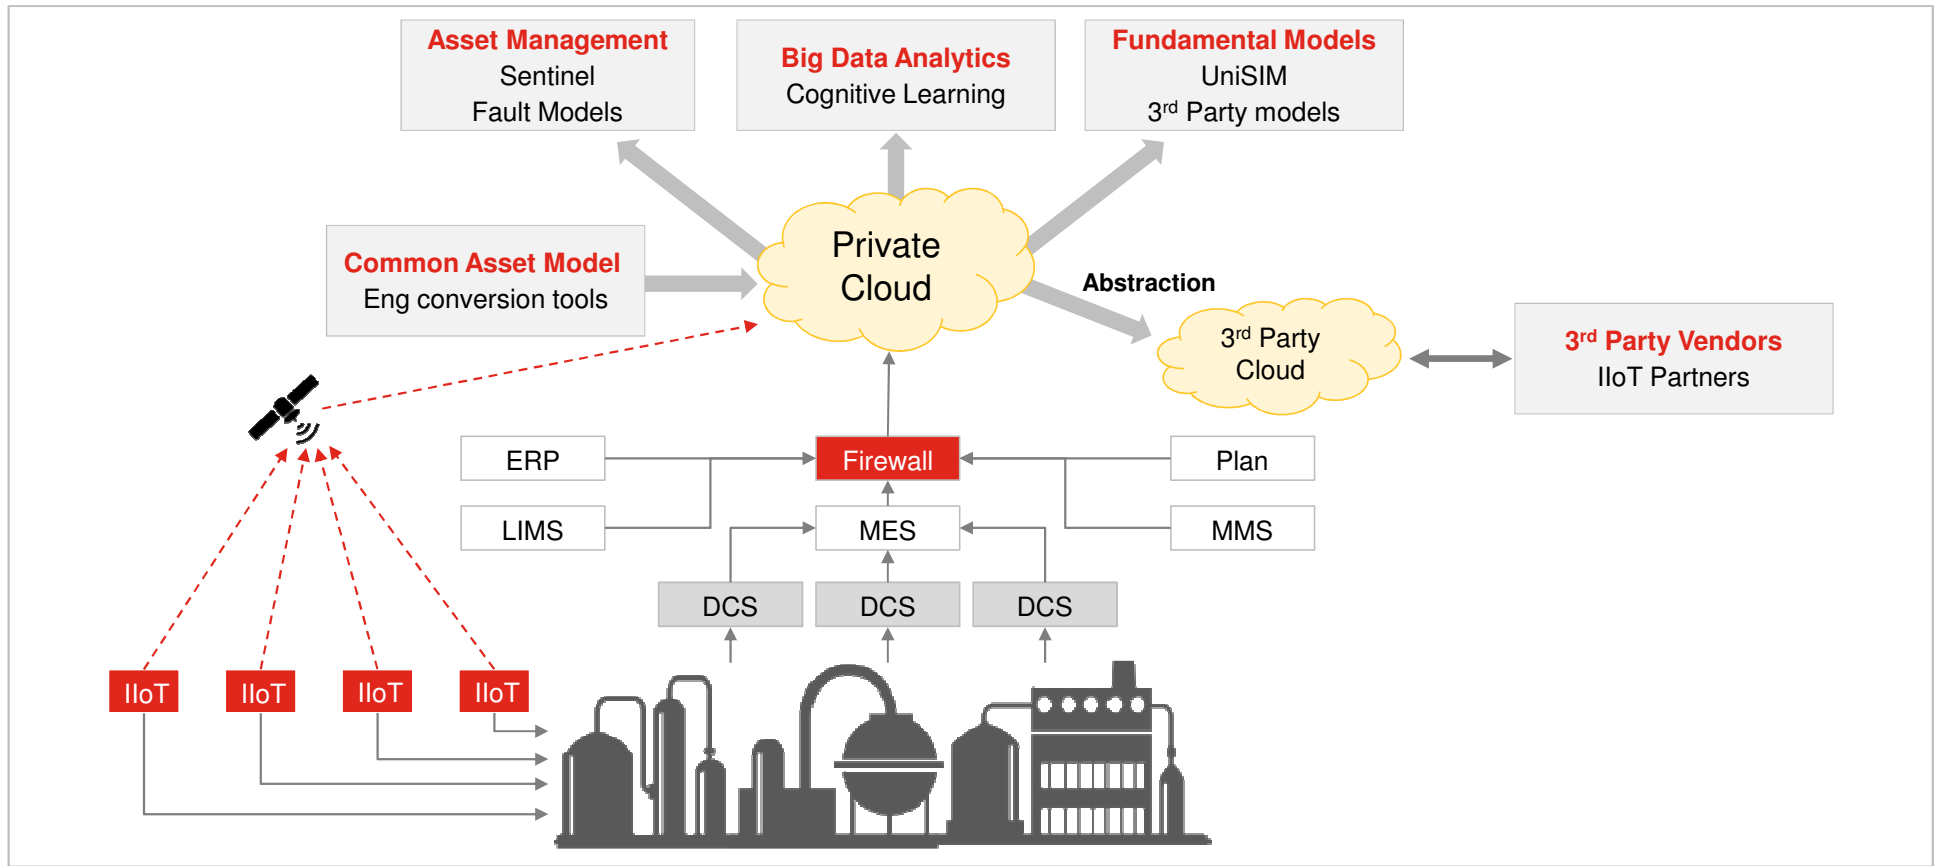 Asset Management
Sentinel
Fault Models
Big Data Analytics
Cognitive Learning
Fundamental Models
UniSIM
3rd Party models
Common Asset Model
Eng conversion tools
Private
Cloud
Abstraction
3rd Party
Cloud
3rd Party Vendors
IIoT Partners
ERP
Firewall
Plan
LIMS
MES
MMS
DCS
DCS
DCS
IIoT
IIoT
IIoT
IIoT